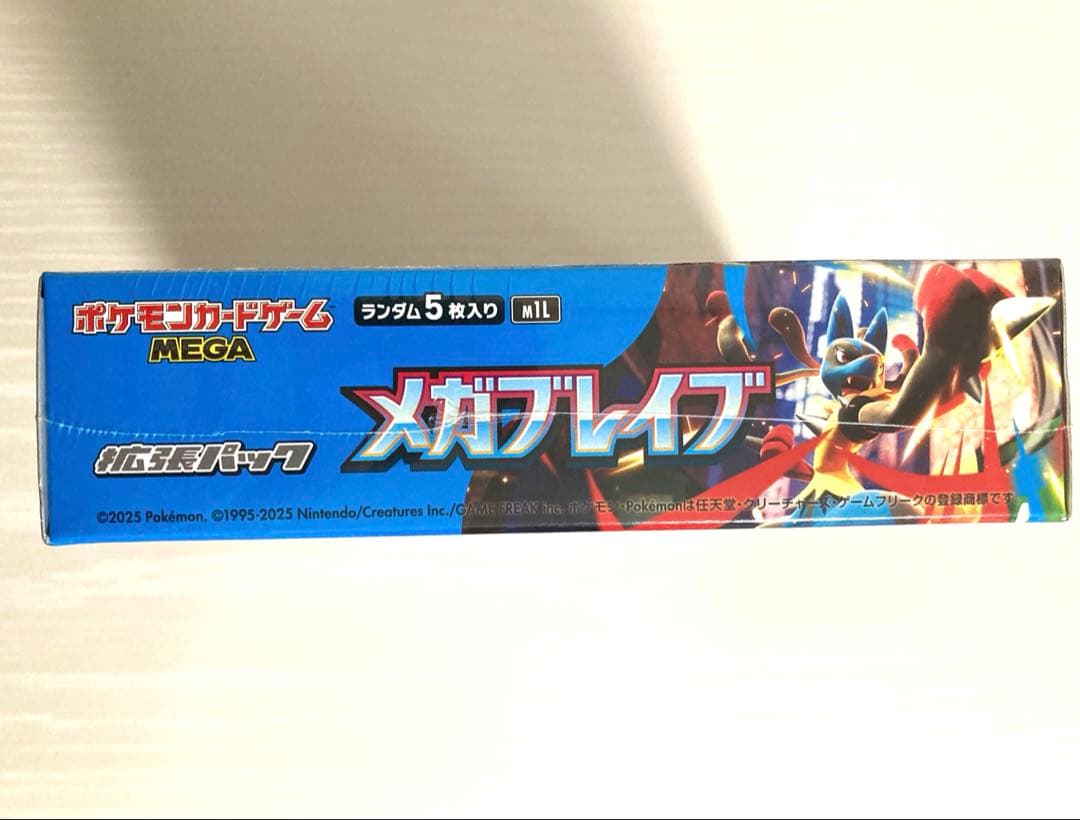 ポケモンカードゲーム
MEGA
ランダム5枚入り M1L
メガブレイブ
拡張パック
©2025 Pokémon. ©1995-2025 Nintendo/Creatures Inc./GAME FREAK inc. ポケモン・Pokémonは任天堂・クリーチャーズ・ゲームフリークの登録商標です。